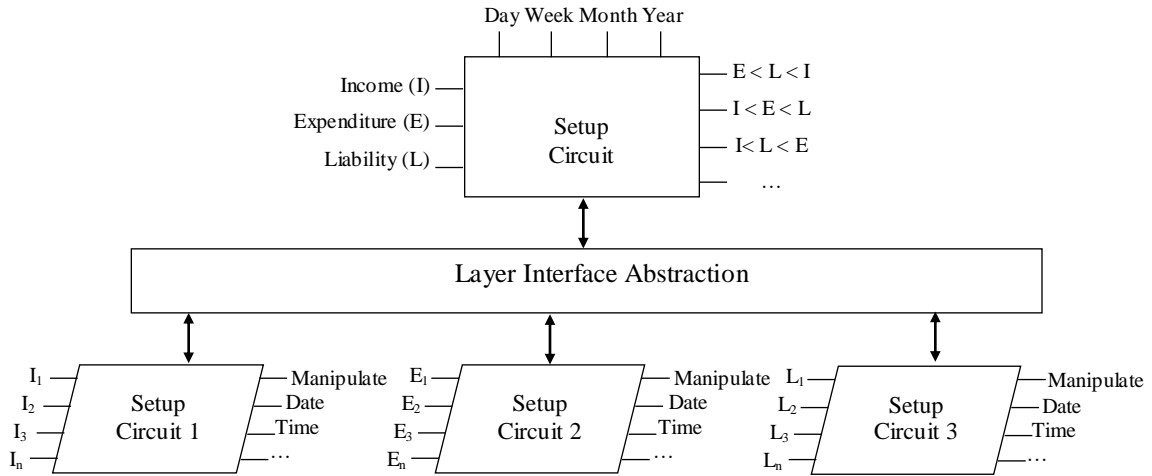 Day Week Month Year
Income (I)
Expenditure (E)
Liability (L)
Setup
Circuit
E < L < I
I < E < L
I< L < E
…
Layer Interface Abstraction
I₁
I₂
I₃
Iₙ
Setup
Circuit 1
Manipulate
Date
Time
…
E₁
E₂
E₃
Eₙ
Setup
Circuit 2
Manipulate
Date
Time
…
L₁
L₂
L₃
Lₙ
Setup
Circuit 3
Manipulate
Date
Time
…